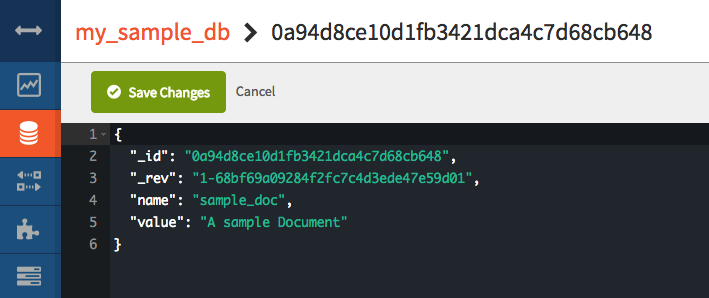 my_sample_db > 0a94d8ce10d1fb3421dca4c7d68cb648
Save Changes Cancel
1 {
2 "_id": "0a94d8ce10d1fb3421dca4c7d68cb648",
3 "_rev": "1-68bf69a09284f2fc7c4d3ede47e59d01",
4 "name": "sample_doc",
5 "value": "A sample Document"
6 }